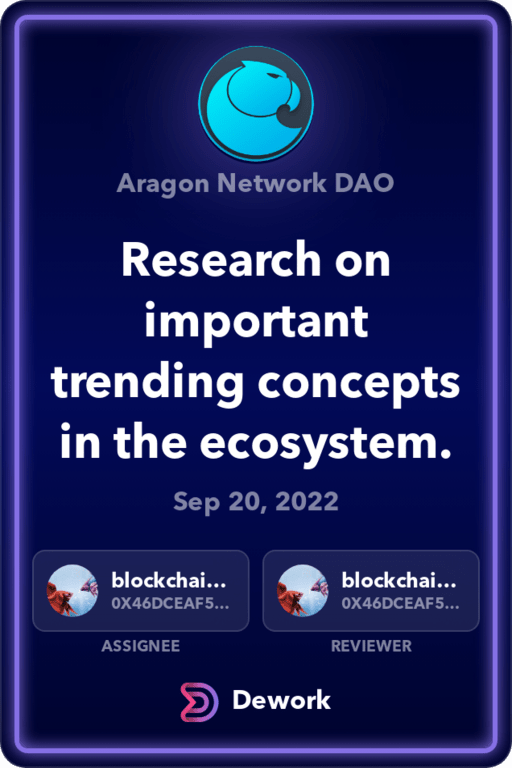 Aragon Network DAO
Research on
important
trending concepts
in the ecosystem.
Sep 20, 2022
blockchai...
0X46DCEAF5...
ASSIGNEE
blockchai...
0X46DCEAF5...
REVIEWER
Dework